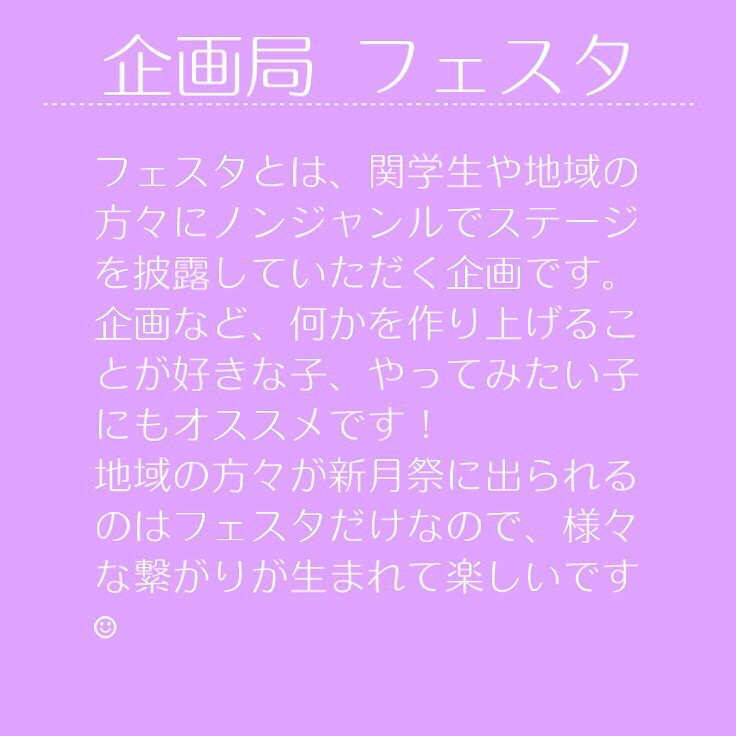 企画局 フェスタ
フェスタとは、関学生や地域の
方々にノンジャンルでステージ
を披露していただく企画です。
企画など、何かを作り上げるこ
とが好きな子、やってみたい子
にもオススメです！
地域の方々が新月祭に出られる
のはフェスタだけなので、様々
な繋がりが生まれて楽しいです
☺